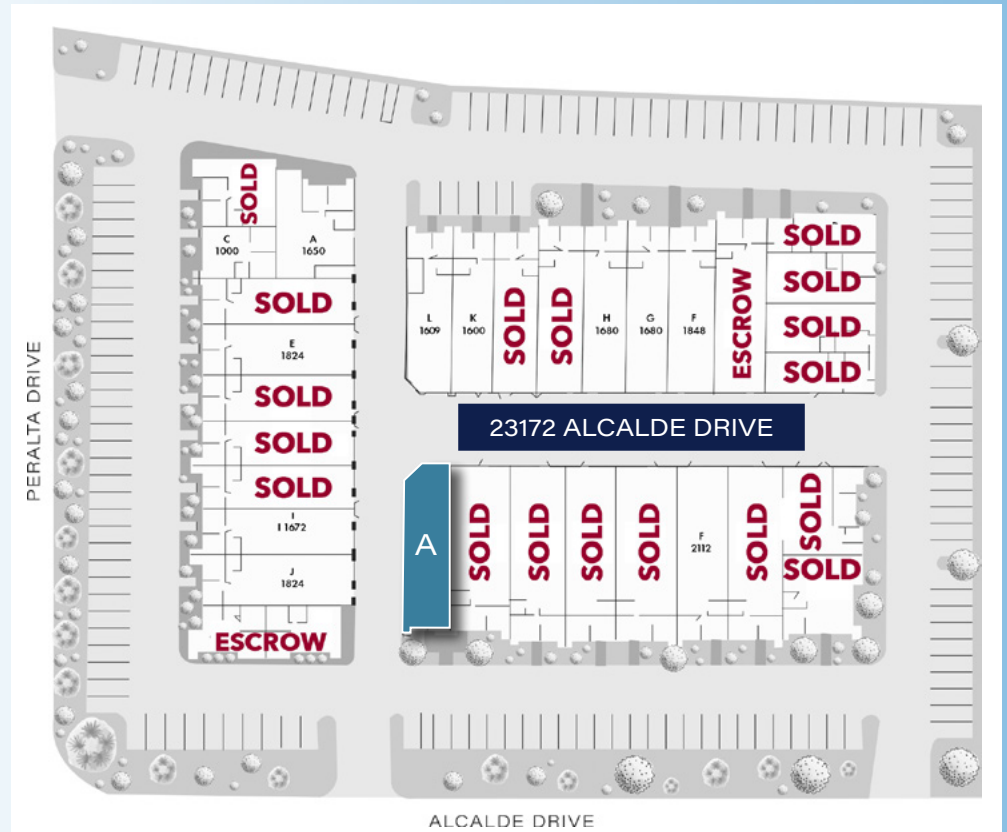 SOLD
C
1000
A
1650
SOLD
E
1824
SOLD
SOLD
SOLD
I
I 1672
J
1824
ESCROW
L
1609
K
1600
SOLD
SOLD
H
1680
G
1680
F
1848
ESCROW
SOLD
SOLD
SOLD
SOLD
23172 ALCALDE DRIVE
A
SOLD
SOLD
SOLD
SOLD
F
2112
SOLD
SOLD
SOLD
PERALTA DRIVE
ALCALDE DRIVE